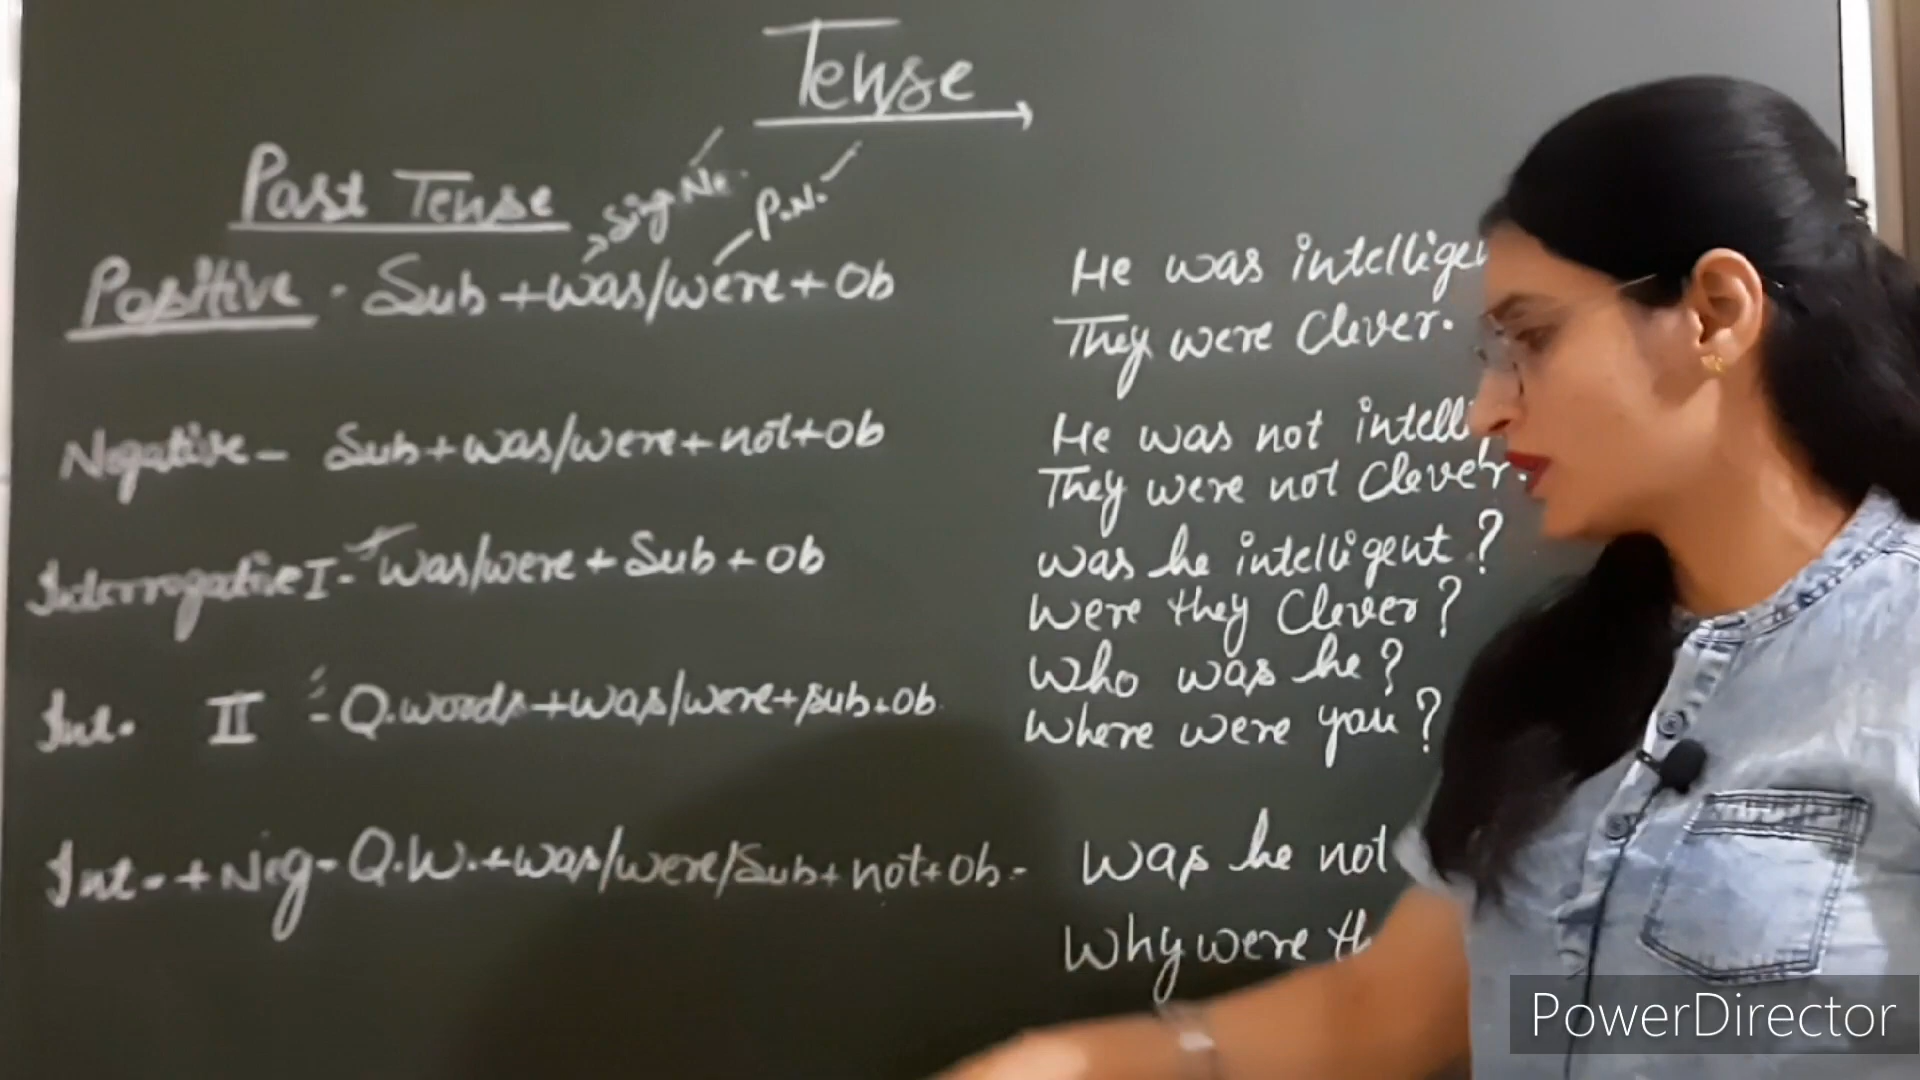 Tense
Past Tense
Sig No.
P.N.
Positive - Sub + was/were + Ob
He was intelligen
They were Clever.
Negative - Sub + was/were + not + Ob
He was not intelli
They were not Clever.
Interrogative I - Was/were + Sub + Ob
was he intelligent ?
were they Clever ?
Int. II - Q.words + was/were + sub + Ob.
Who was he ?
Where were you ?
Int. + Neg - Q.W. + was/were/Sub + not + Ob -
Was he not
Why were th
PowerDirector